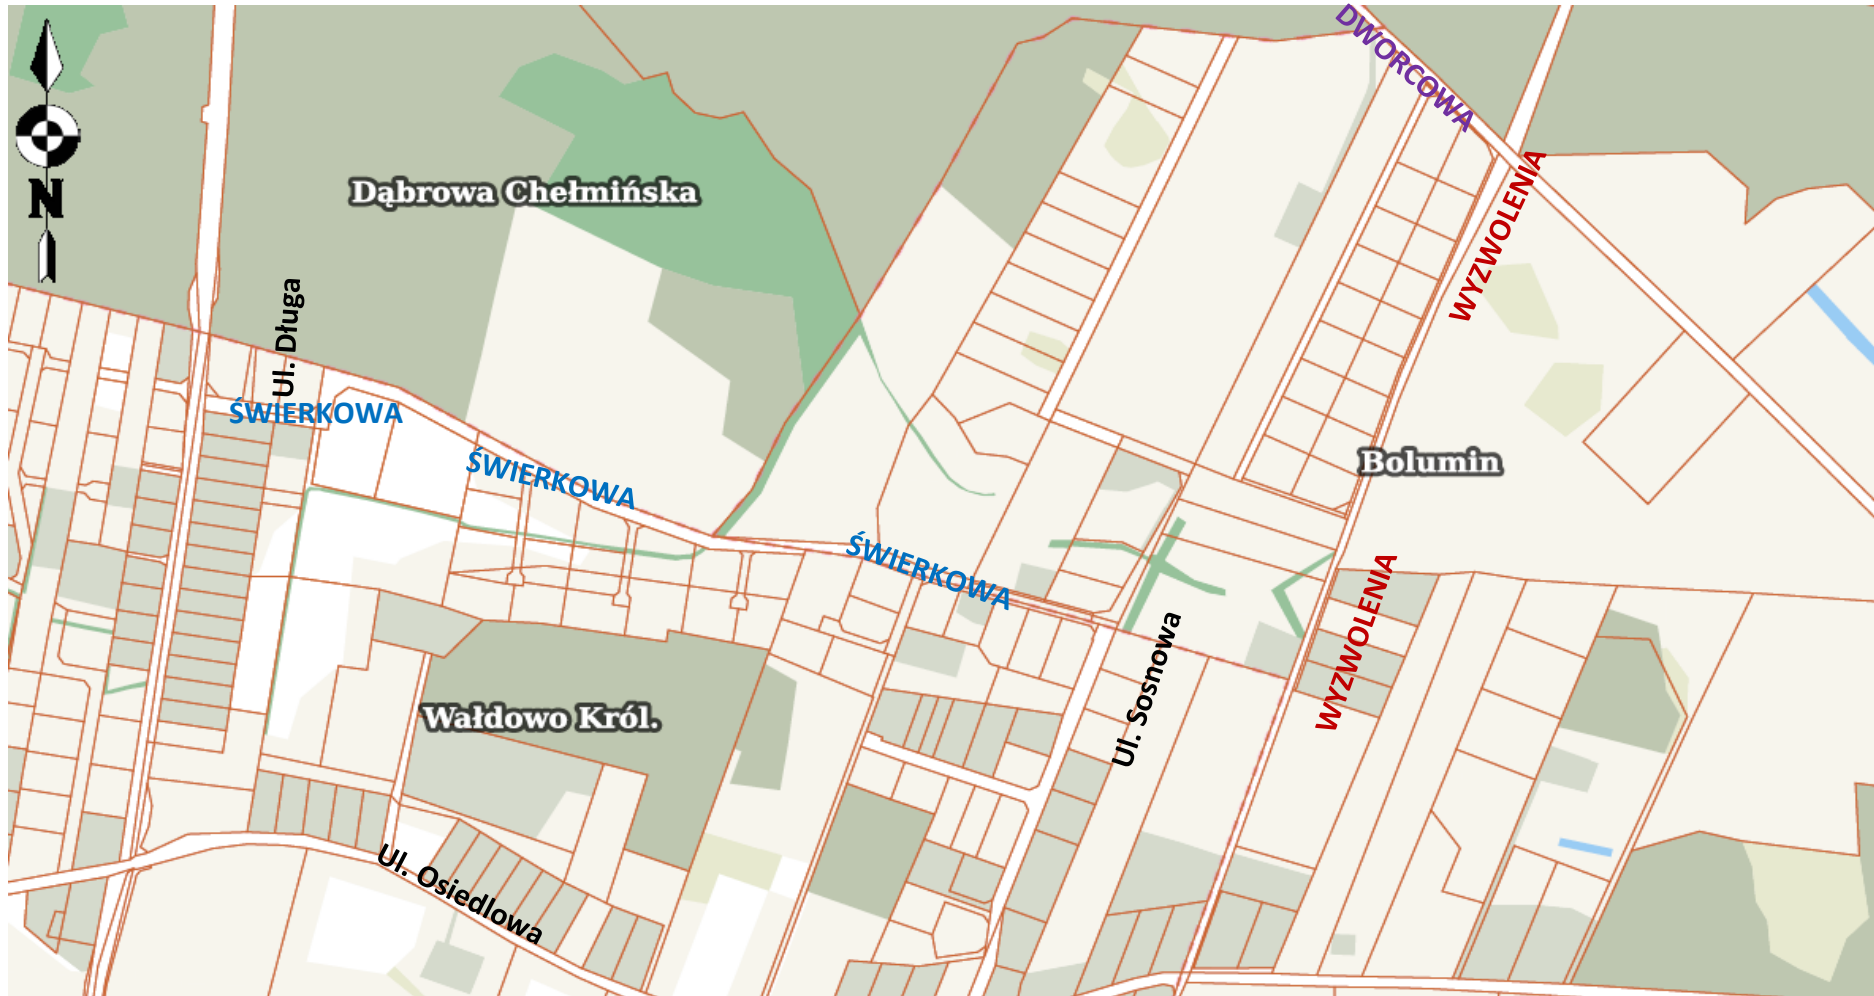 DWORCOWA
N
Dąbrowa Chełmińska
WYZWOLENIA
Ul. Długa
ŚWIERKOWA
ŚWIERKOWA
Bolumin
ŚWIERKOWA
WYZWOLENIA
Ul. Sosnowa
Wałdowo Król.
Ul. Osiedlowa